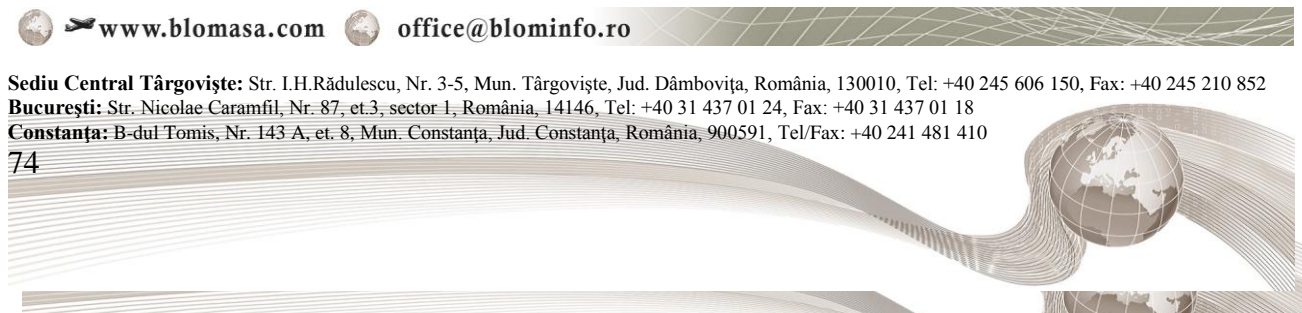 www.blomasa.com office@blominfo.ro
Sediu Central Târgovişte: Str. I.H.Rădulescu, Nr. 3-5, Mun. Târgovişte, Jud. Dâmboviţa, România, 130010, Tel: +40 245 606 150, Fax: +40 245 210 852
Bucureşti: Str. Nicolae Caramfil, Nr. 87, et.3, sector 1, România, 14146, Tel: +40 31 437 01 24, Fax: +40 31 437 01 18
Constanţa: B-dul Tomis, Nr. 143 A, et. 8, Mun. Constanţa, Jud. Constanţa, România, 900591, Tel/Fax: +40 241 481 410
74